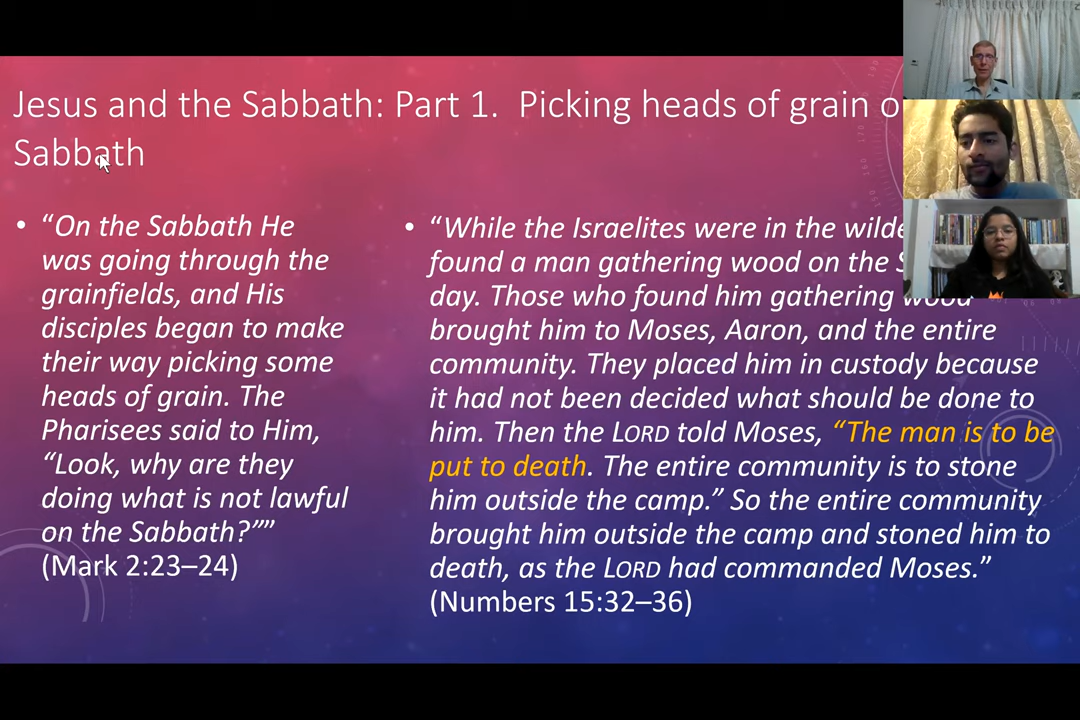 Jesus and the Sabbath: Part 1. Picking heads of grain
Sabbath
• “On the Sabbath He
was going through the
grainfields, and His
disciples began to make
their way picking some
heads of grain. The
Pharisees said to Him,
“Look, why are they
doing what is not lawful
on the Sabbath?””
(Mark 2:23–24)
• “While the Israelites were in the
found a man gathering wood on the
day. Those who found him gathering wood
brought him to Moses, Aaron, and the entire
community. They placed him in custody because
it had not been decided what should be done to
him. Then the LORD told Moses, “The man is to be
put to death. The entire community is to stone
him outside the camp.” So the entire community
brought him outside the camp and stoned him to
death, as the LORD had commanded Moses.”
(Numbers 15:32–36)